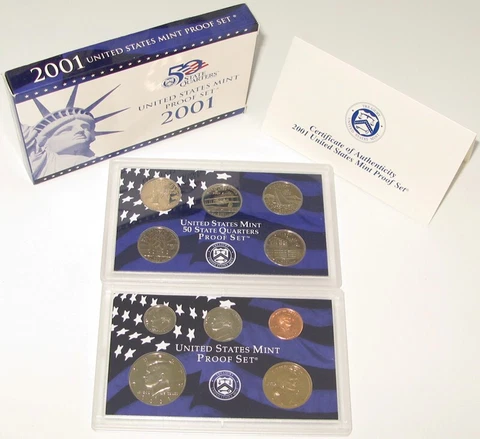 2001 UNITED STATES MINT PROOF SET
50 STATE QUARTERS
UNITED STATES MINT
PROOF SET
2001
Certificate of Authenticity
2001 United States Mint Proof Set®
UNITED STATES MINT
50 STATE QUARTERS
PROOF SET™
UNITED STATES MINT
PROOF SET®